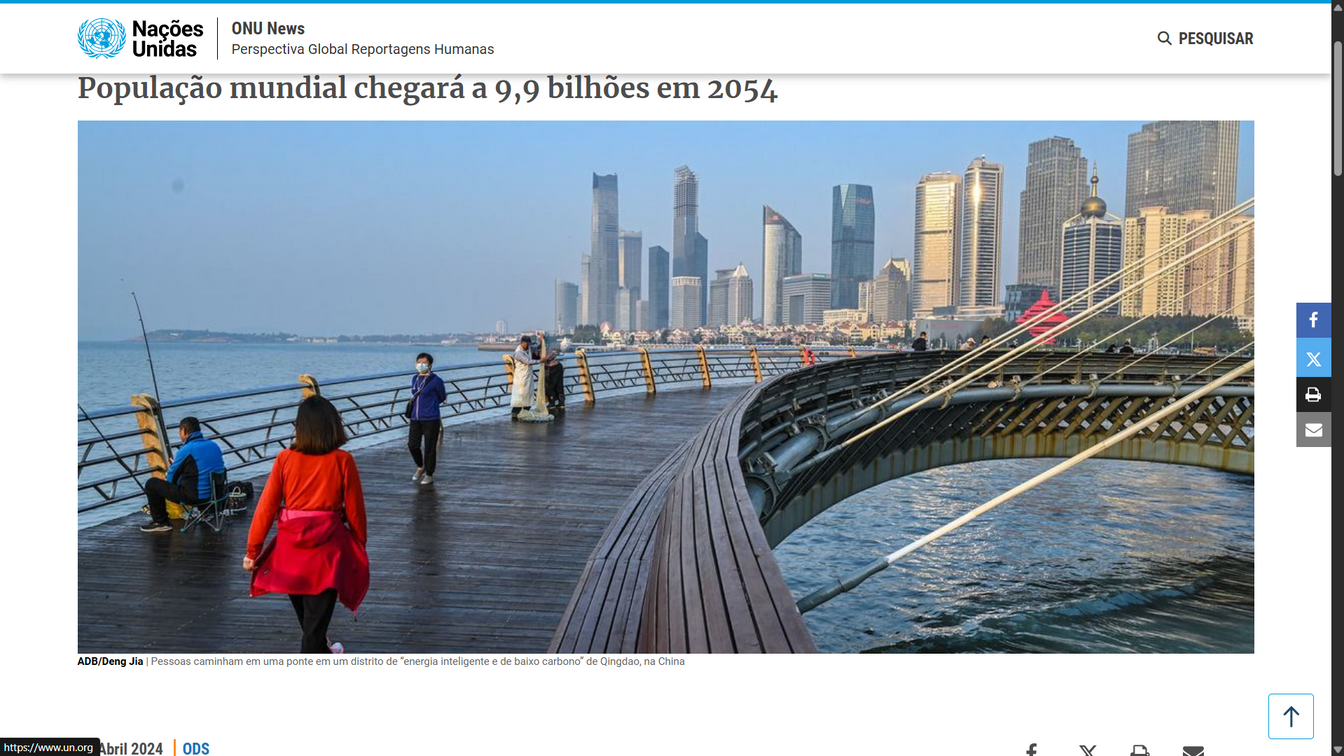 Nações
Unidas
ONU News
Perspectiva Global Reportagens Humanas
PESQUISAR
População mundial chegará a 9,9 bilhões em 2054
ADB/Deng Jia | Pessoas caminham em uma ponte em um distrito de “energia inteligente e de baixo carbono” de Qingdao, na China
Abril 2024 | ODS
https://www.un.org